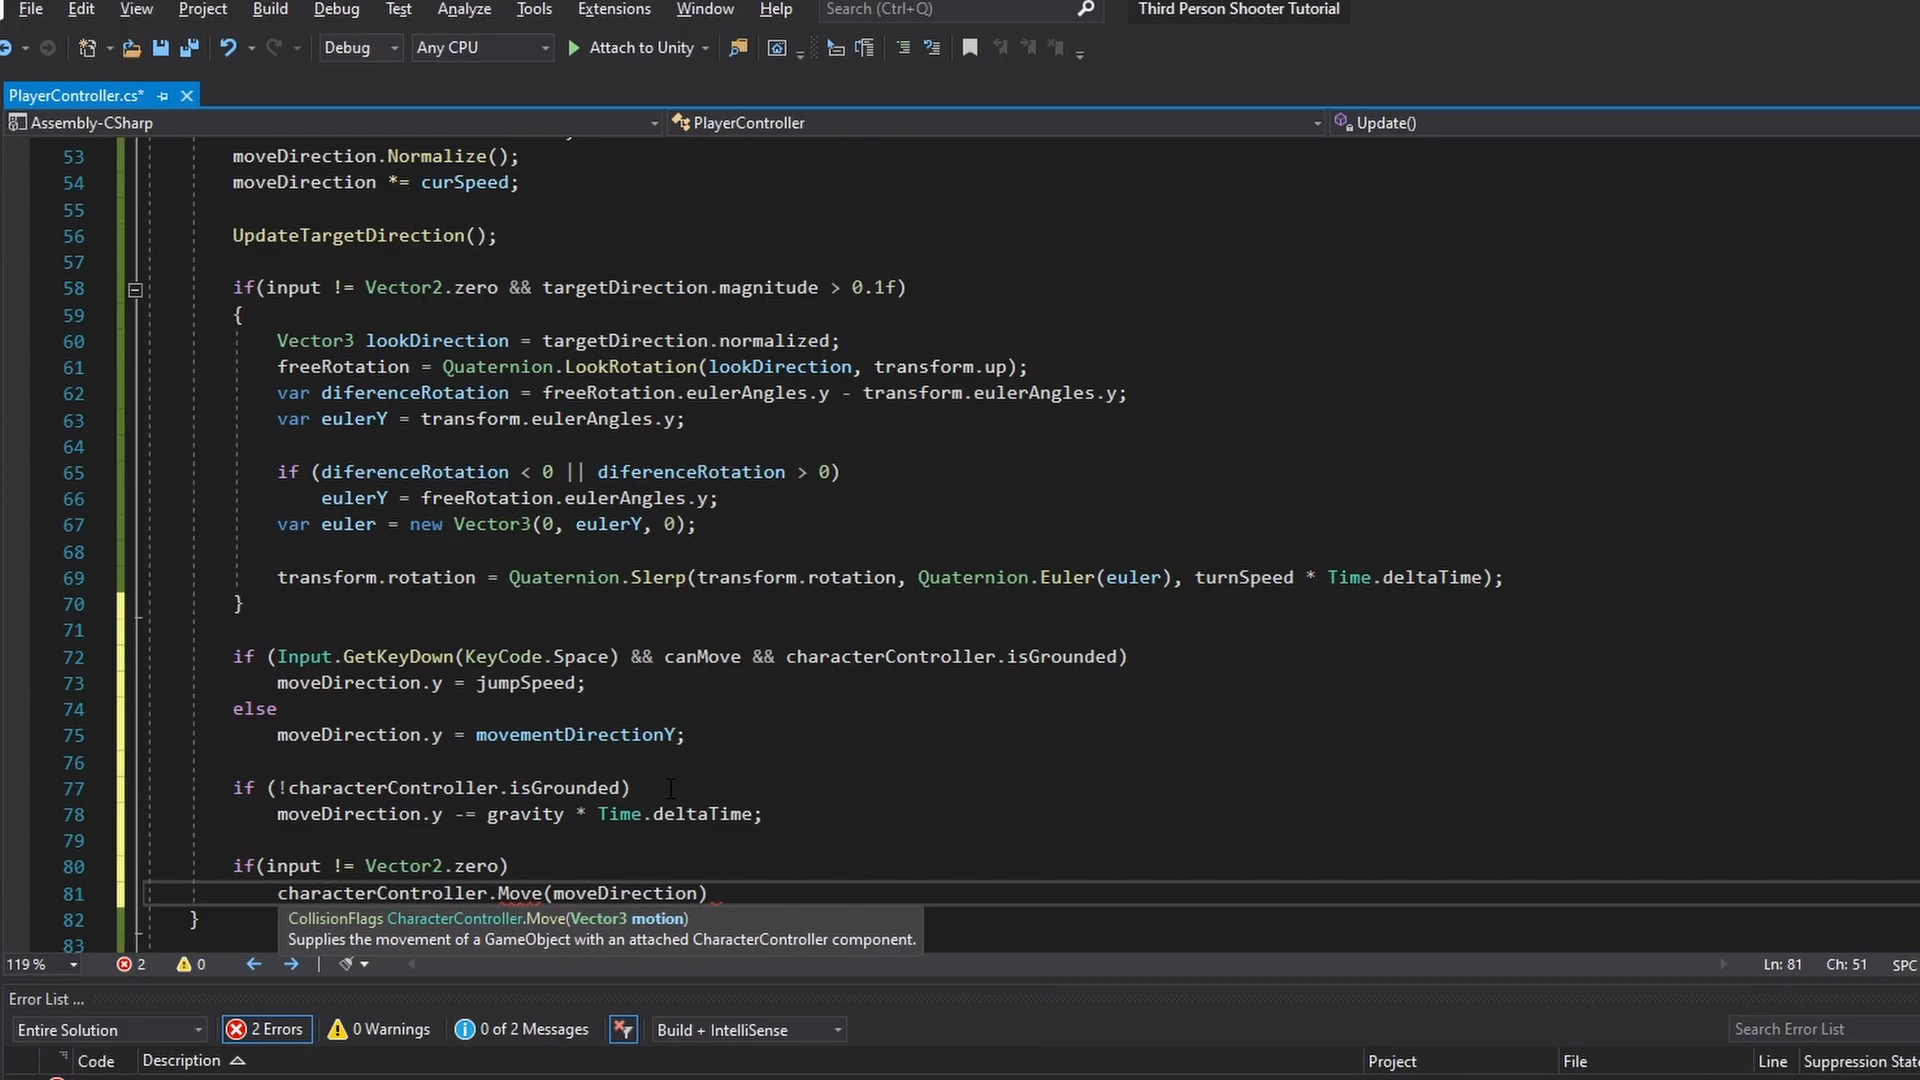 File Edit View Project Build Debug Test Analyze Tools Extensions Window Help Search (Ctrl+Q) Third Person Shooter Tutorial
Debug Any CPU Attach to Unity
PlayerController.cs*
Assembly-CSharp PlayerController Update()
53 moveDirection.Normalize();
54 moveDirection *= curSpeed;
55
56 UpdateTargetDirection();
57
58 if(input != Vector2.zero && targetDirection.magnitude > 0.1f)
59 {
60 Vector3 lookDirection = targetDirection.normalized;
61 freeRotation = Quaternion.LookRotation(lookDirection, transform.up);
62 var diferenceRotation = freeRotation.eulerAngles.y - transform.eulerAngles.y;
63 var eulerY = transform.eulerAngles.y;
64
65 if (diferenceRotation < 0 || diferenceRotation > 0)
66 eulerY = freeRotation.eulerAngles.y;
67 var euler = new Vector3(0, eulerY, 0);
68
69 transform.rotation = Quaternion.Slerp(transform.rotation, Quaternion.Euler(euler), turnSpeed * Time.deltaTime);
70 }
71
72 if (Input.GetKeyDown(KeyCode.Space) && canMove && characterController.isGrounded)
73 moveDirection.y = jumpSpeed;
74 else
75 moveDirection.y = movementDirectionY;
76
77 if (!characterController.isGrounded)
78 moveDirection.y -= gravity * Time.deltaTime;
79
80 if(input != Vector2.zero)
81 characterController.Move(moveDirection)
82 }
CollisionFlags CharacterController.Move(Vector3 motion)
Supplies the movement of a GameObject with an attached CharacterController component.
83
119 % 2 0 Ln: 81 Ch: 51 SPC
Error List ...
Entire Solution 2 Errors 0 Warnings 0 of 2 Messages Build + IntelliSense Search Error List
Code Description Project File Line Suppression State